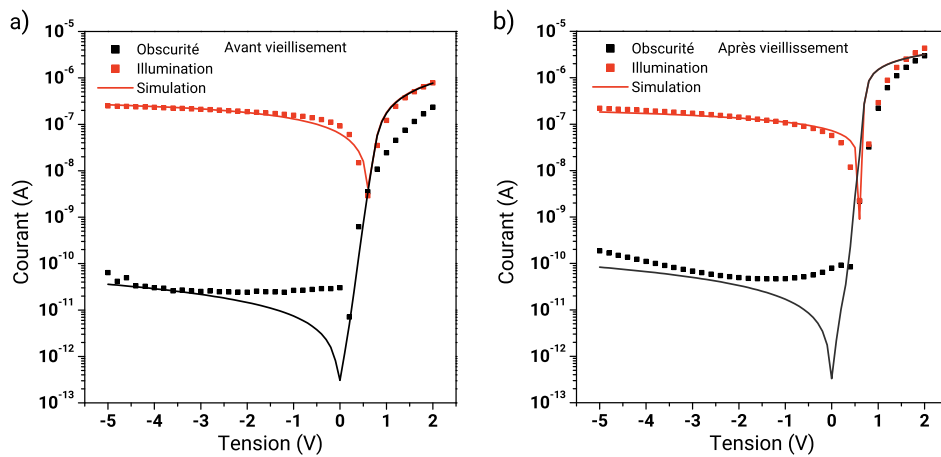 a)
Obscurité Avant vieillisement
Illumination
Simulation
10^-5
10^-6
10^-7
10^-8
10^-9
10^-10
10^-11
10^-12
10^-13
Courant (A)
-5 -4 -3 -2 -1 0 1 2
Tension (V)
b)
Obscurité Après vieillissement
Illumination
Simulation
10^-5
10^-6
10^-7
10^-8
10^-9
10^-10
10^-11
10^-12
10^-13
Courant (A)
-5 -4 -3 -2 -1 0 1 2
Tension (V)